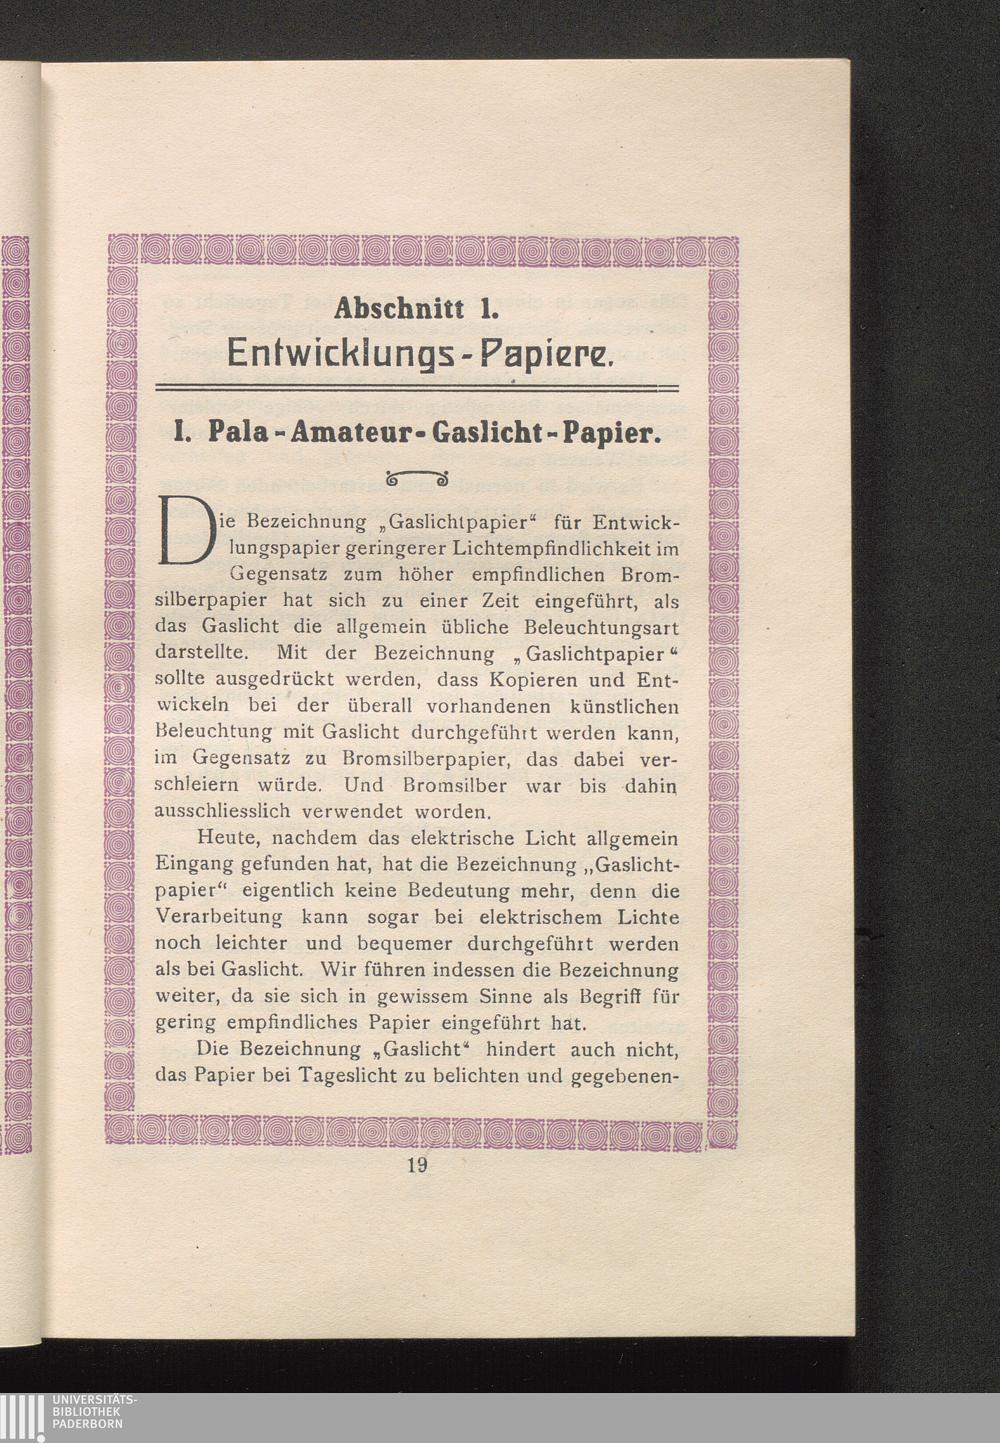 Abschnitt 1.
Entwicklungs-Papiere.
I. Pala-Amateur-Gaslicht-Papier.
Die Bezeichnung „Gaslichtpapier“ für Entwick-
lungspapier geringerer Lichtempfindlichkeit im
Gegensatz zum höher empfindlichen Brom-
silberpapier hat sich zu einer Zeit eingeführt, als
das Gaslicht die allgemein übliche Beleuchtungsart
darstellte. Mit der Bezeichnung „Gaslichtpapier“
sollte ausgedrückt werden, dass Kopieren und Ent-
wickeln bei der überall vorhandenen künstlichen
Beleuchtung mit Gaslicht durchgeführt werden kann,
im Gegensatz zu Bromsilberpapier, das dabei ver-
schleiern würde. Und Bromsilber war bis dahin
ausschliesslich verwendet worden.
Heute, nachdem das elektrische Licht allgemein
Eingang gefunden hat, hat die Bezeichnung „Gaslicht-
papier“ eigentlich keine Bedeutung mehr, denn die
Verarbeitung kann sogar bei elektrischem Lichte
noch leichter und bequemer durchgeführt werden
als bei Gaslicht. Wir führen indessen die Bezeichnung
weiter, da sie sich in gewissem Sinne als Begriff für
gering empfindliches Papier eingeführt hat.
Die Bezeichnung „Gaslicht“ hindert auch nicht,
das Papier bei Tageslicht zu belichten und gegebenen-
19
UNIVERSITÄTS-
BIBLIOTHEK
PADERBORN